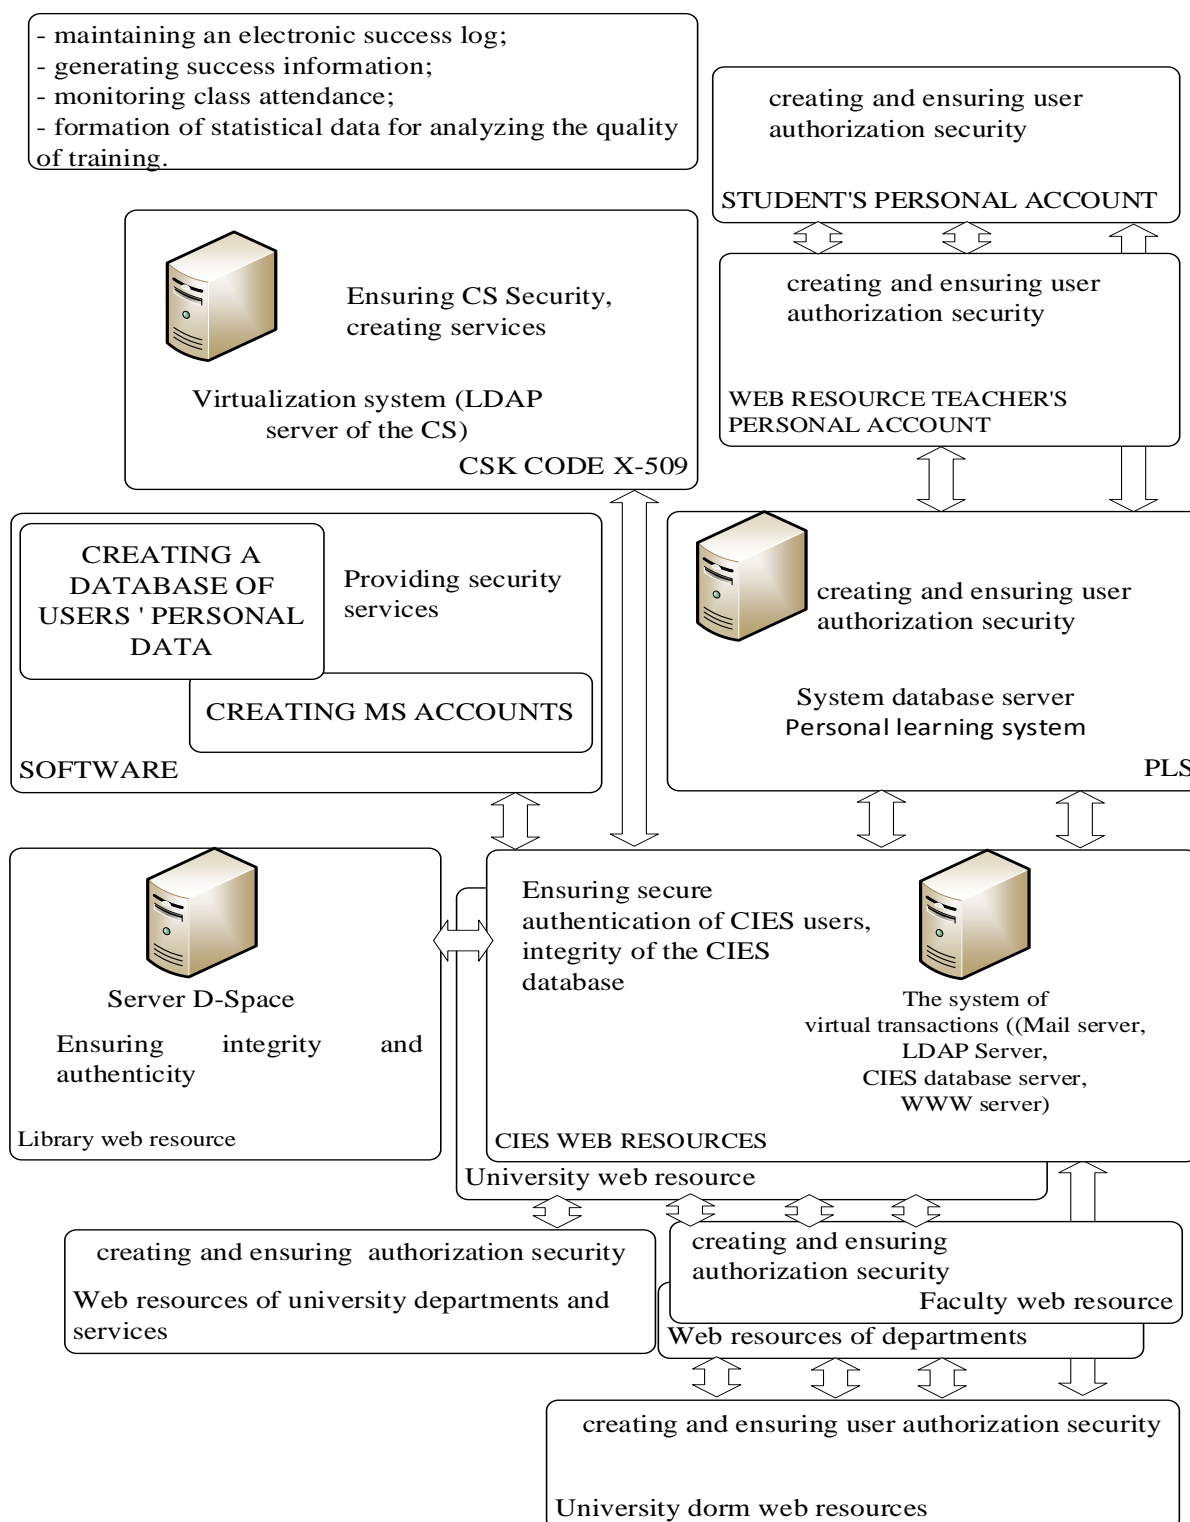 - maintaining an electronic success log;
- generating success information;
- monitoring class attendance;
- formation of statistical data for analyzing the quality
of training.
creating and ensuring user
authorization security
STUDENT'S PERSONAL ACCOUNT
Ensuring CS Security,
creating services
Virtualization system (LDAP
server of the CS)
CSK CODE X-509
creating and ensuring user
authorization security
WEB RESOURCE TEACHER'S
PERSONAL ACCOUNT
CREATING A
DATABASE OF
USERS ' PERSONAL
DATA
Providing security
services
CREATING MS ACCOUNTS
SOFTWARE
creating and ensuring user
authorization security
System database server
Personal learning system
PLS
Server D-Space
Ensuring integrity and
authenticity
Library web resource
Ensuring secure
authentication of CIES users,
integrity of the CIES
database
The system of
virtual transactions ((Mail server,
LDAP Server,
CIES database server,
WWW server)
CIES WEB RESOURCES
University web resource
creating and ensuring  authorization security
Web resources of university departments and
services
creating and ensuring
authorization security
Faculty web resource
Web resources of departments
creating and ensuring user authorization security
University dorm web resources